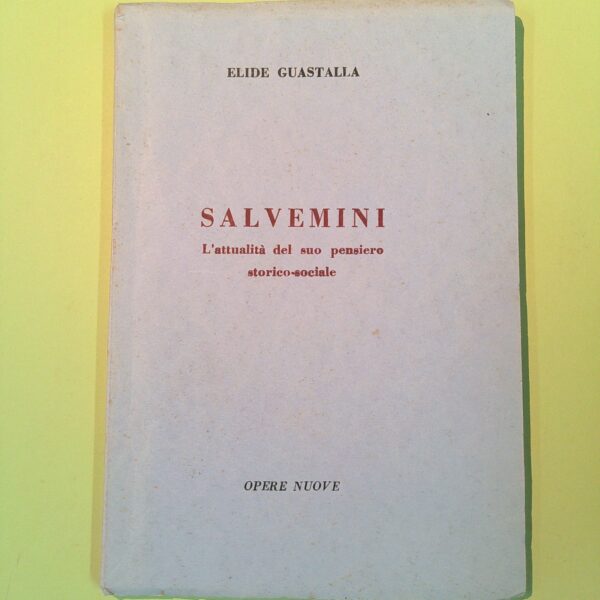 ELIDE GUASTALLA
SALVEMINI
L'attualità del suo pensiero
storico-sociale
OPERE NUOVE